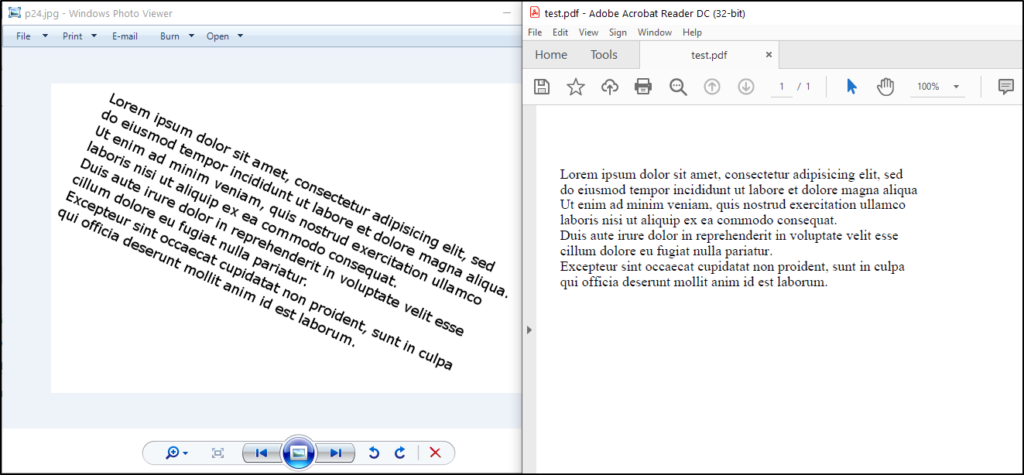 p24.jpg - Windows Photo Viewer
File Print E-mail Burn Open
Lorem ipsum dolor sit amet, consectetur adipisicing elit, sed
do eiusmod tempor incididunt ut labore et dolore magna aliqua.
Ut enim ad minim veniam, quis nostrud exercitation ullamco
laboris nisi ut aliquip ex ea commodo consequat.
Duis aute irure dolor in reprehenderit in voluptate velit esse
cillum dolore eu fugiat nulla pariatur.
Excepteur sint occaecat cupidatat non proident, sunt in culpa
qui officia deserunt mollit anim id est laborum.
test.pdf - Adobe Acrobat Reader DC (32-bit)
File Edit View Sign Window Help
Home Tools test.pdf ×
1 / 1 100%
Lorem ipsum dolor sit amet, consectetur adipisicing elit, sed
do eiusmod tempor incididunt ut labore et dolore magna aliqua
Ut enim ad minim veniam, quis nostrud exercitation ullamco
laboris nisi ut aliquip ex ea commodo consequat.
Duis aute irure dolor in reprehenderit in voluptate velit esse
cillum dolore eu fugiat nulla pariatur.
Excepteur sint occaecat cupidatat non proident, sunt in culpa
qui officia deserunt mollit anim id est laborum.